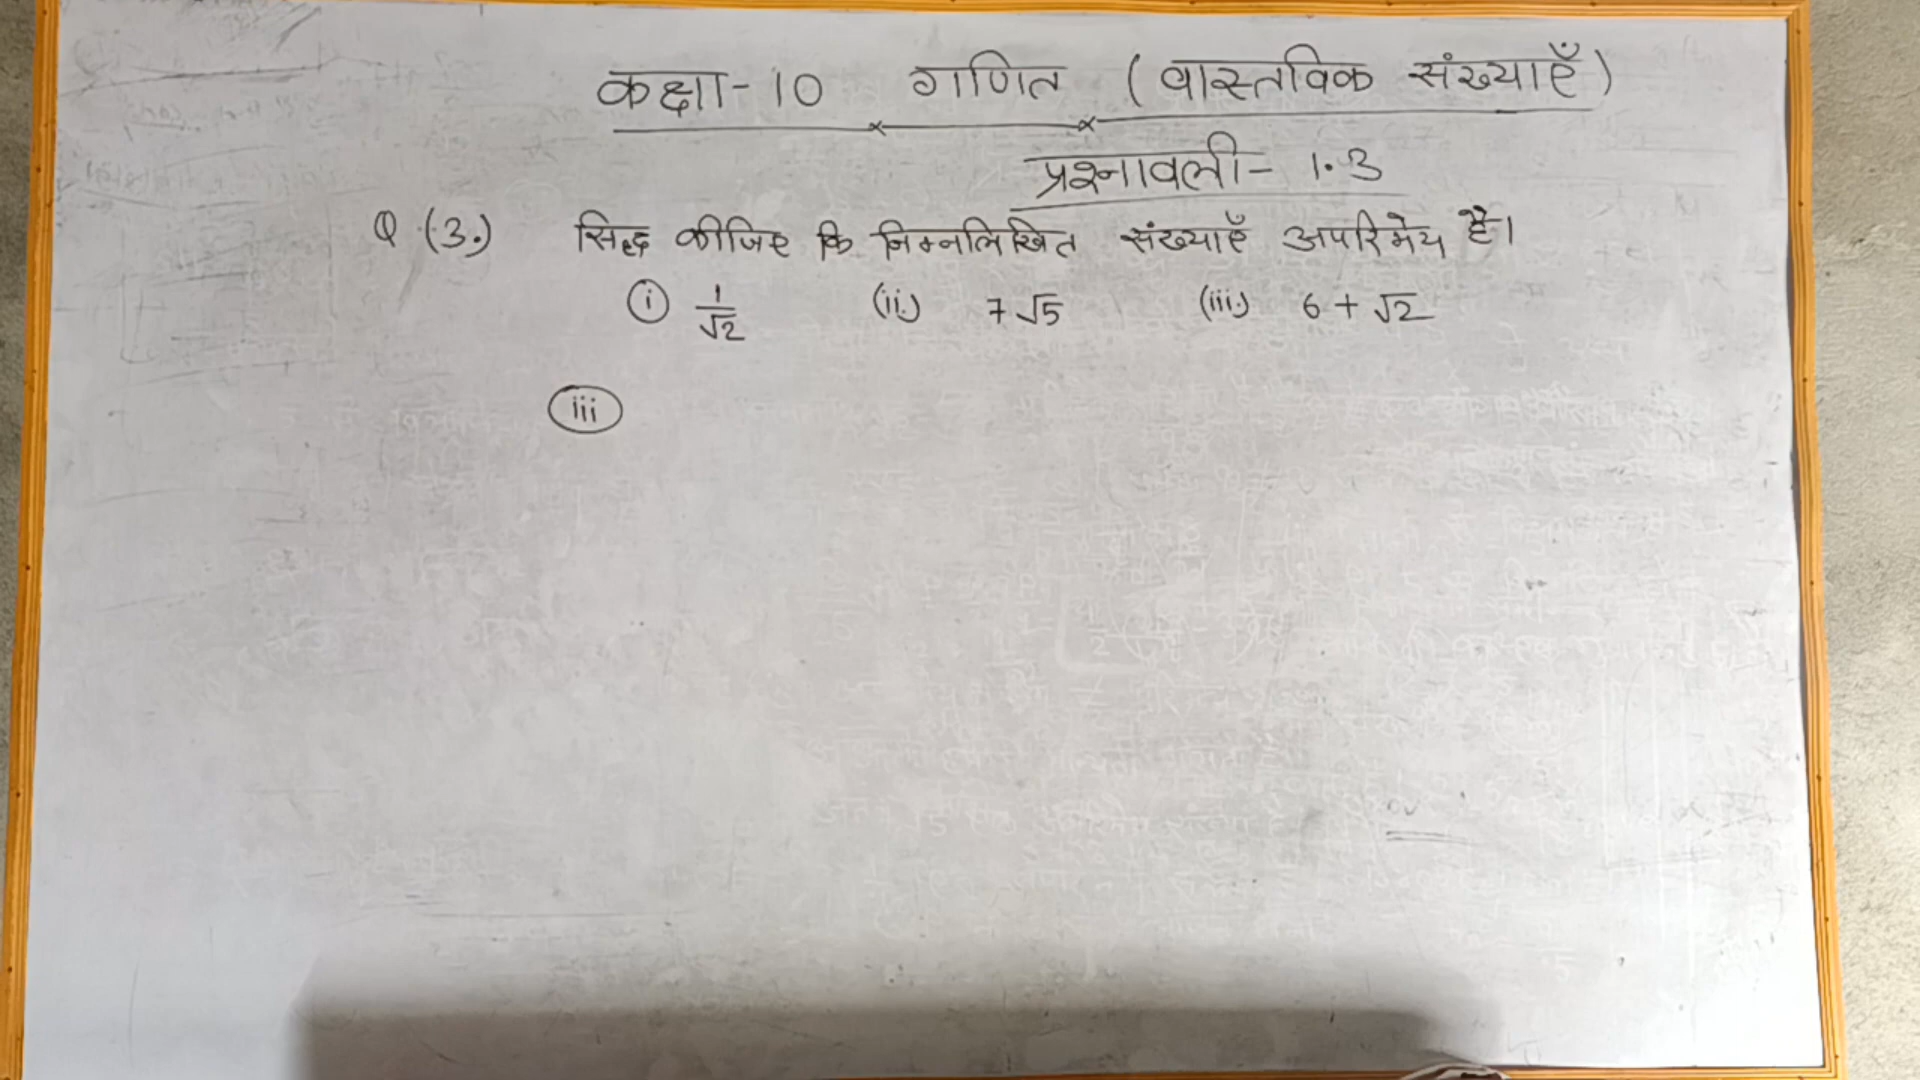 कक्षा-10 गणित (वास्तविक संख्याएँ)
प्रश्नावली- 1.3
Q (3.) सिद्ध कीजिए कि निम्नलिखित संख्याएँ अपरिमेय हैं।
(i) 1/√2 (ii.) 7√5 (iii.) 6 + √2
(iii)